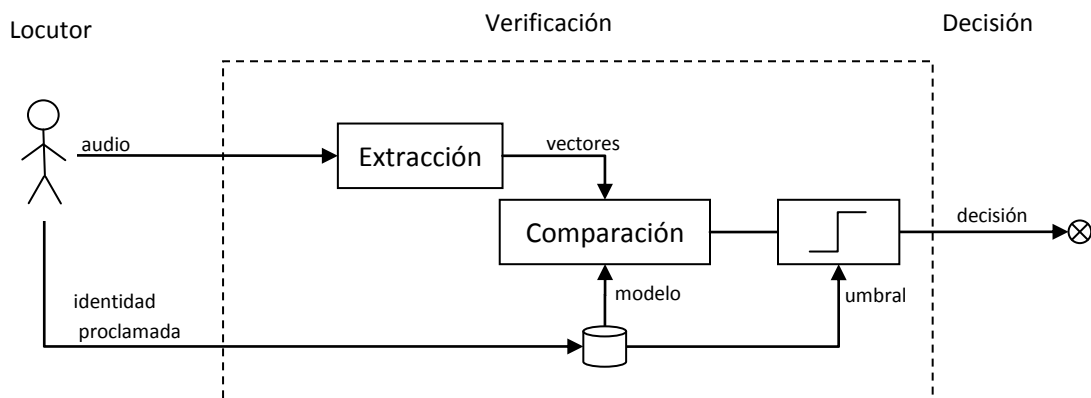 Locutor
Verificación
Decisión
audio
Extracción
vectores
Comparación
decisión
modelo
umbral
identidad
proclamada